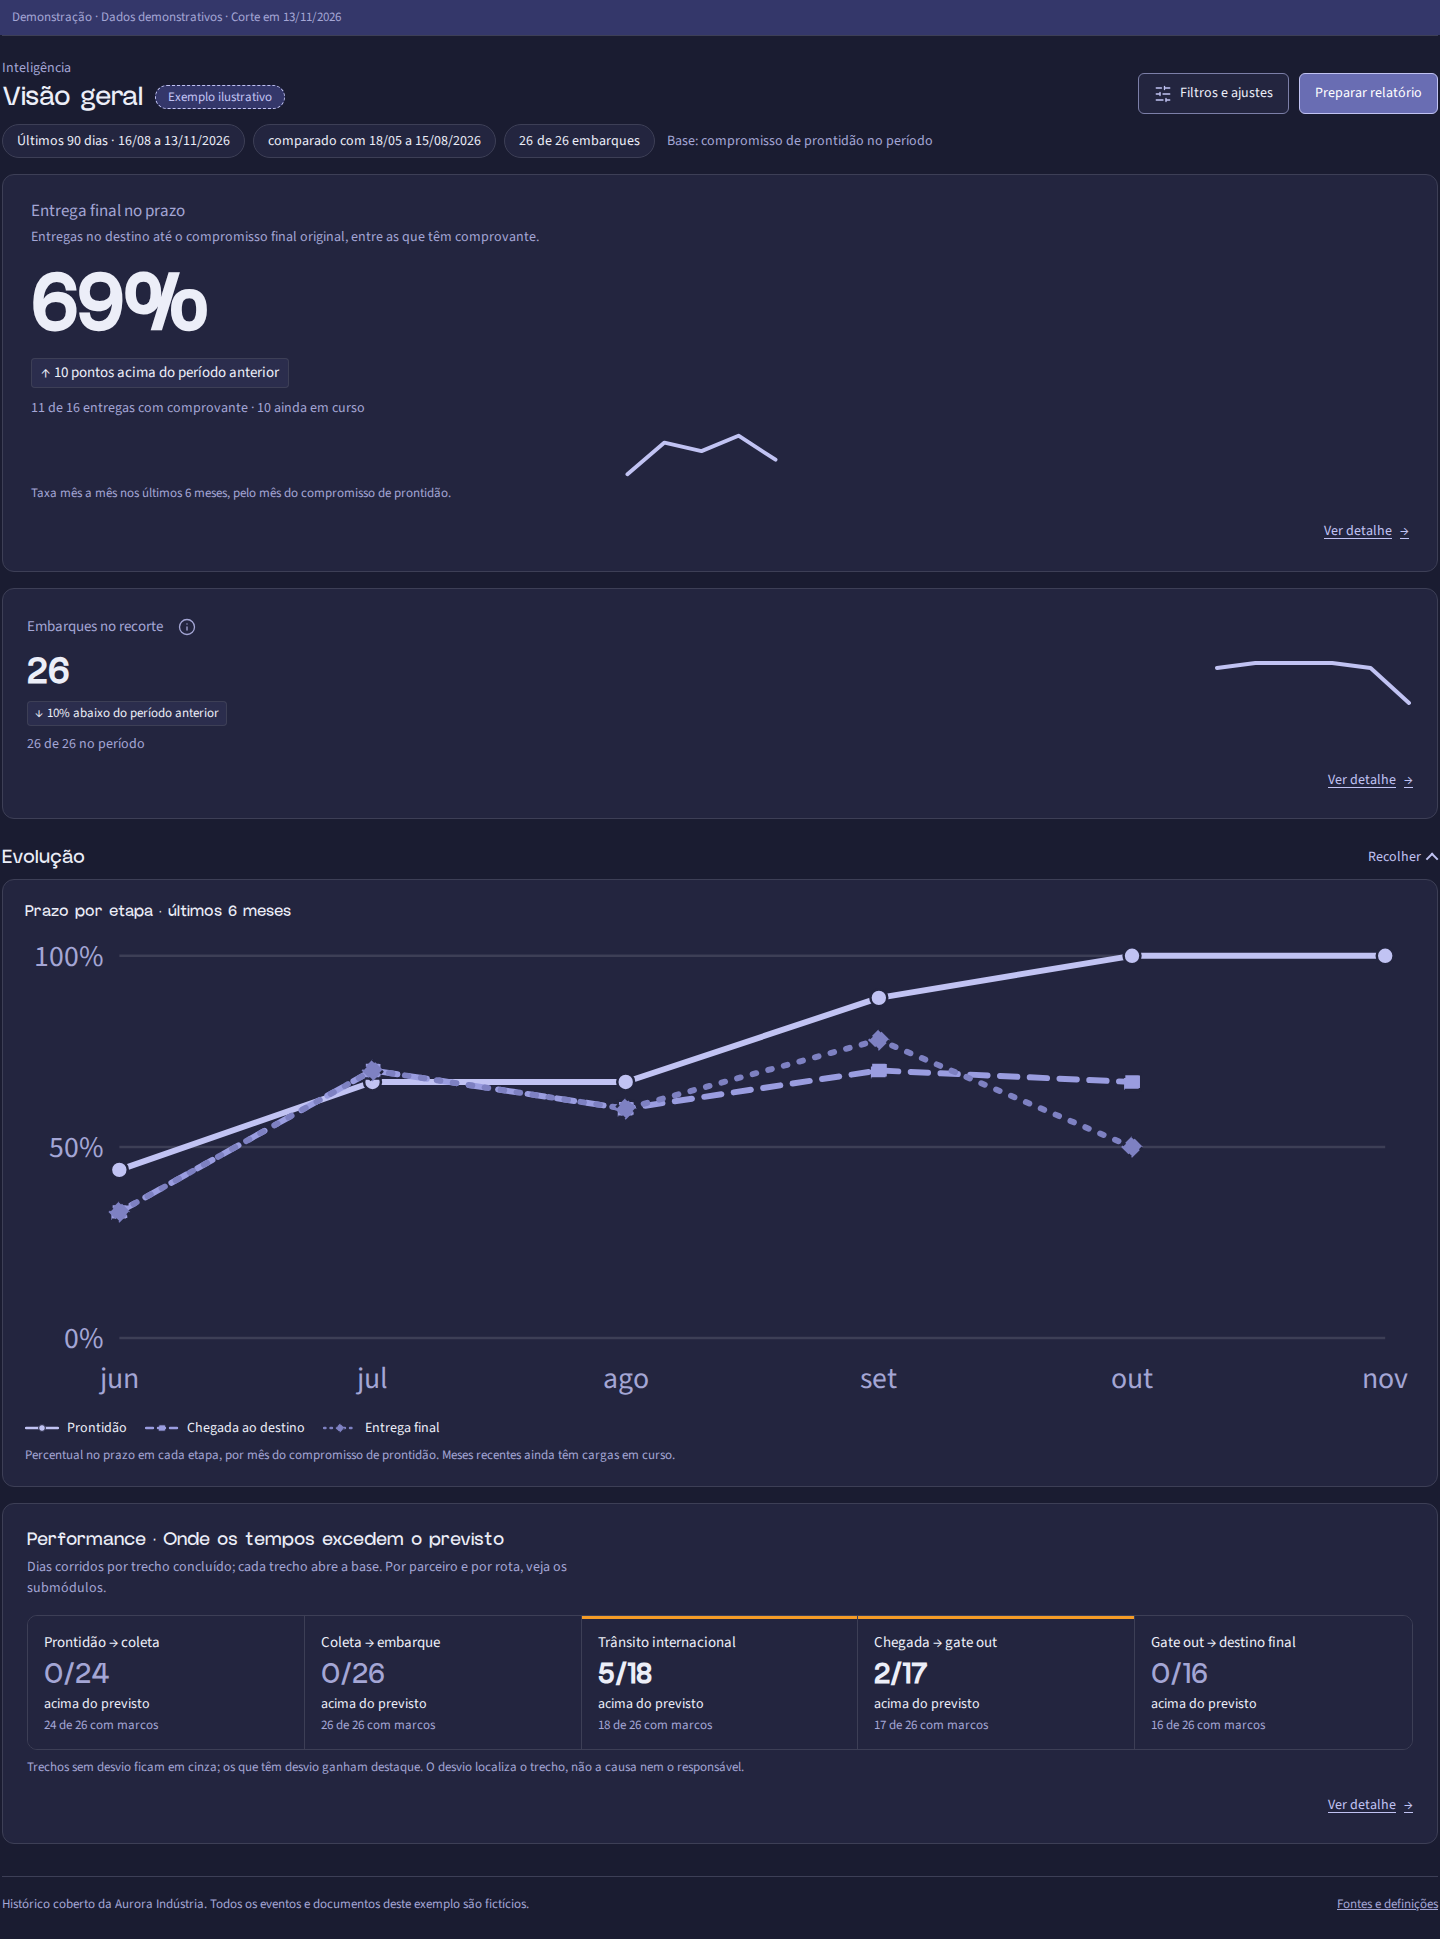 Demonstração · Dados demonstrativos · Corte em 13/11/2026
Inteligência
Visão geral
Exemplo ilustrativo
Filtros e ajustes
Preparar relatório
Últimos 90 dias · 16/08 a 13/11/2026
comparado com 18/05 a 15/08/2026
26 de 26 embarques
Base: compromisso de prontidão no período
Entrega final no prazo
Entregas no destino até o compromisso final original, entre as que têm comprovante.
69%
↑ 10 pontos acima do período anterior
11 de 16 entregas com comprovante · 10 ainda em curso
Taxa mês a mês nos últimos 6 meses, pelo mês do compromisso de prontidão.
Ver detalhe →
Embarques no recorte
26
↓ 10% abaixo do período anterior
26 de 26 no período
Ver detalhe →
Evolução
Recolher
Prazo por etapa · últimos 6 meses
100%
50%
0%
jun jul ago set out nov
Prontidão
Chegada ao destino
Entrega final
Percentual no prazo em cada etapa, por mês do compromisso de prontidão. Meses recentes ainda têm cargas em curso.
Performance · Onde os tempos excedem o previsto
Dias corridos por trecho concluído; cada trecho abre a base. Por parceiro e por rota, veja os
submódulos.
Prontidão → coleta
0/24
acima do previsto
24 de 26 com marcos
Coleta → embarque
0/26
acima do previsto
26 de 26 com marcos
Trânsito internacional
5/18
acima do previsto
18 de 26 com marcos
Chegada → gate out
2/17
acima do previsto
17 de 26 com marcos
Gate out → destino final
0/16
acima do previsto
16 de 26 com marcos
Trechos sem desvio ficam em cinza; os que têm desvio ganham destaque. O desvio localiza o trecho, não a causa nem o responsável.
Ver detalhe →
Histórico coberto da Aurora Indústria. Todos os eventos e documentos deste exemplo são fictícios.
Fontes e definições